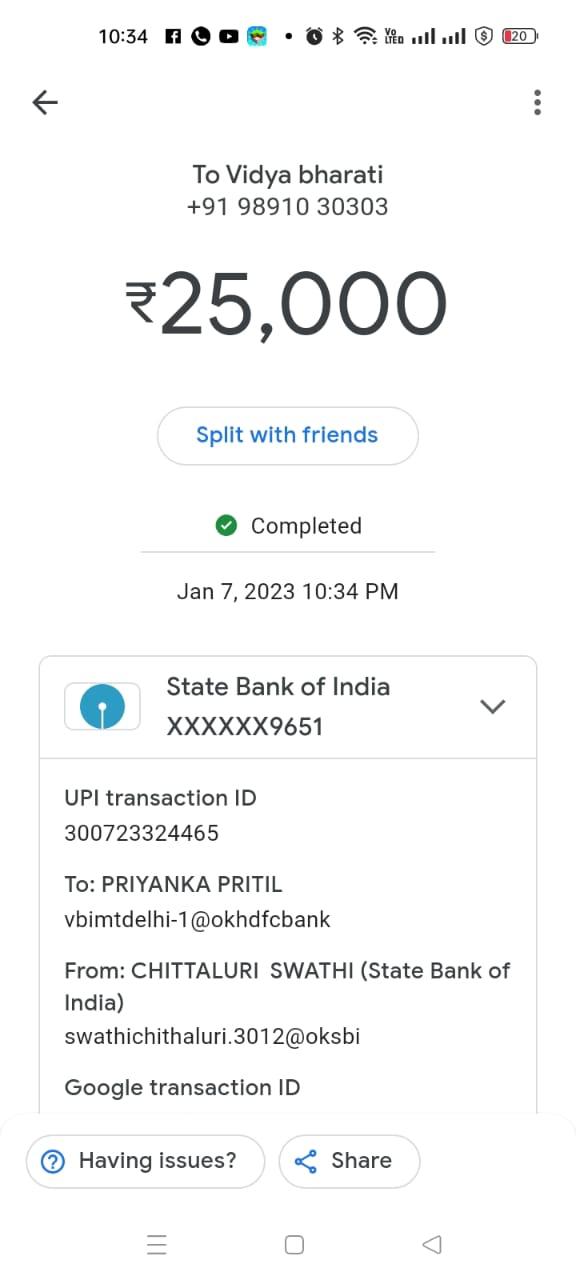 10:34
Vo
LTED
20
To Vidya bharati
+91 98910 30303
₹25,000
Split with friends
Completed
Jan 7, 2023 10:34 PM
State Bank of India
XXXXXX9651
UPI transaction ID
300723324465
To: PRIYANKA PRITIL
vbimtdelhi-1@okhdfcbank
From: CHITTALURI SWATHI (State Bank of
India)
swathichithaluri.3012@oksbi
Google transaction ID
Having issues?
Share